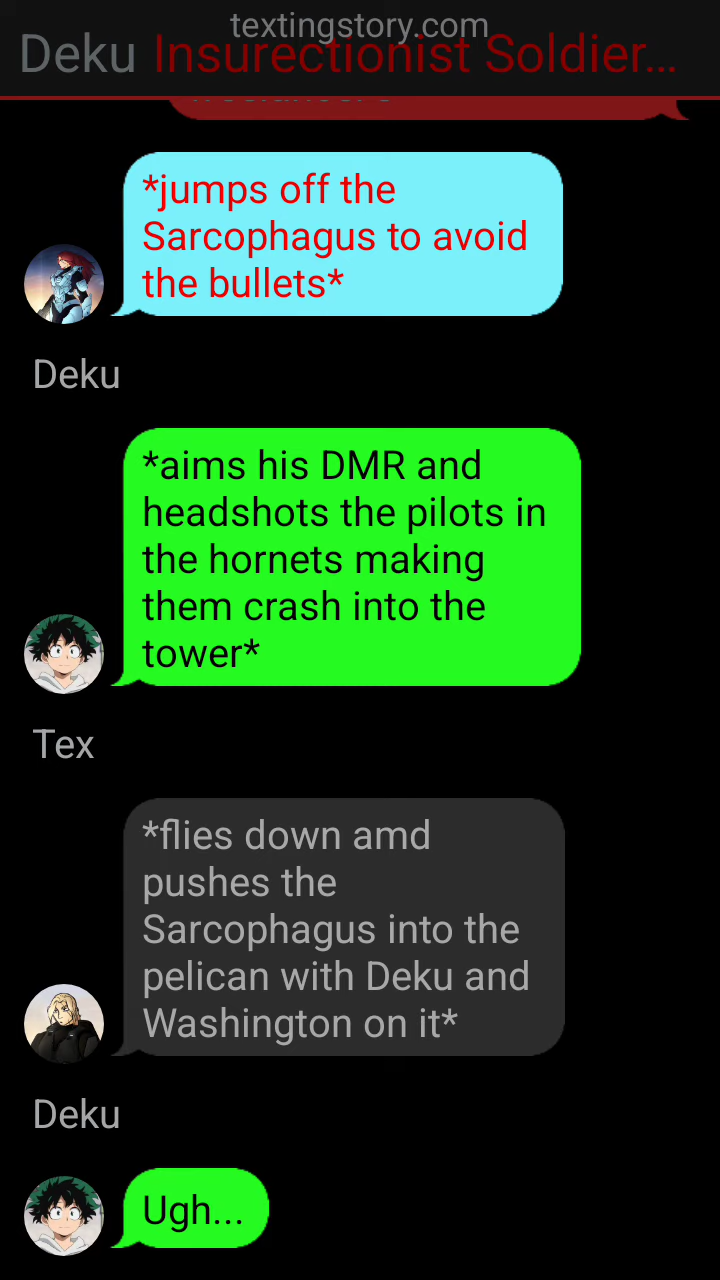 textingstory.com
Deku Insurectionist Soldier...
*jumps off the
Sarcophagus to avoid
the bullets*
Deku
*aims his DMR and
headshots the pilots in
the hornets making
them crash into the
tower*
Tex
*flies down amd
pushes the
Sarcophagus into the
pelican with Deku and
Washington on it*
Deku
Ugh...